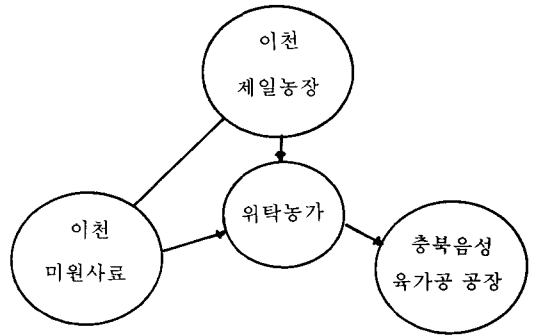 이천
제일농장
위탁농가
이천
미원사료
충북음성
육가공 공장